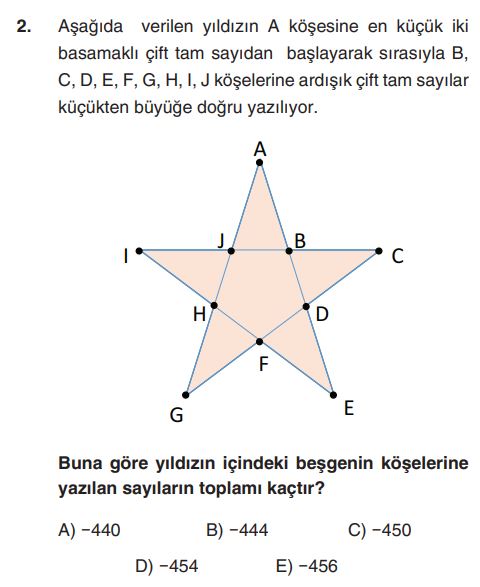 2. Aşağıda verilen yıldızın A köşesine en küçük iki
basamaklı çift tam sayıdan başlayarak sırasıyla B,
C, D, E, F, G, H, I, J köşelerine ardışık çift tam sayılar
küçükten büyüğe doğru yazılıyor.
A
I J B C
H D
F
G E
Buna göre yıldızın içindeki beşgenin köşelerine
yazılan sayıların toplamı kaçtır?
A) −440 B) −444 C) −450
D) −454 E) −456